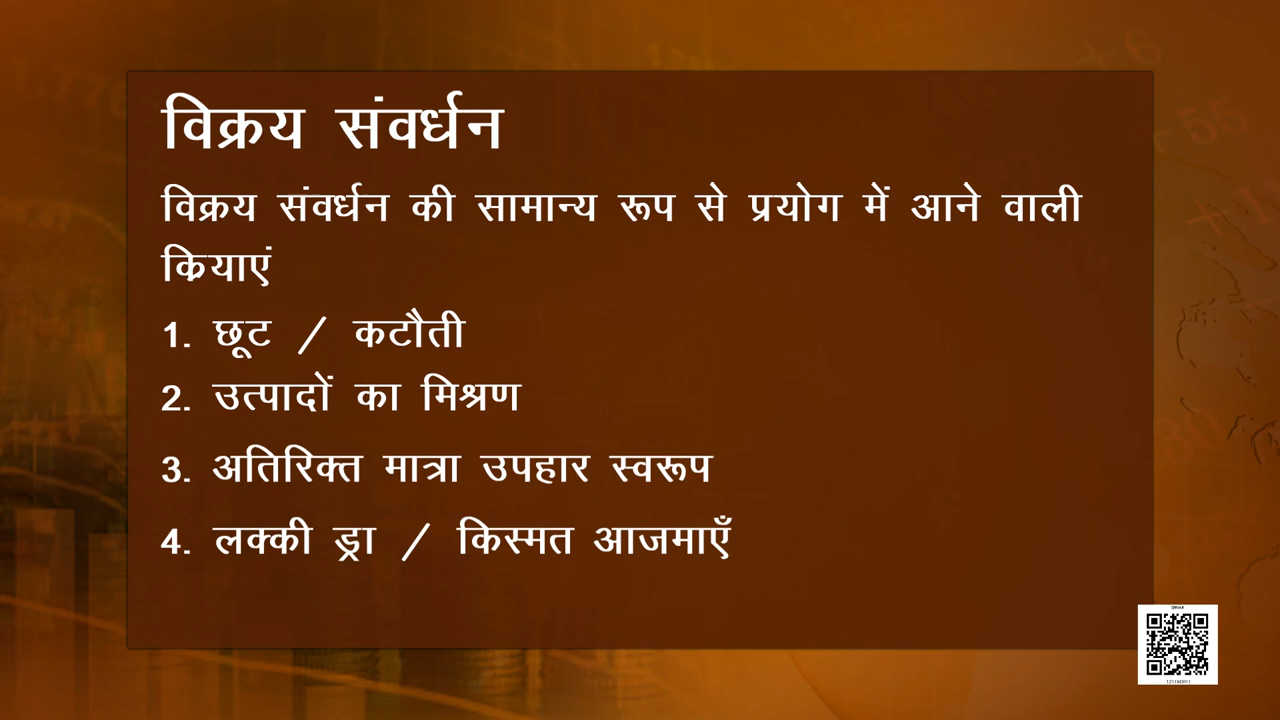 विक्रय संवर्धन
विक्रय संवर्धन की सामान्य रूप से प्रयोग में आने वाली
क्रियाएं
1. छूट / कटौती
2. उत्पादों का मिश्रण
3. अतिरिक्त मात्रा उपहार स्वरूप
4. लक्की ड्रा / किस्मत आजमाएँ